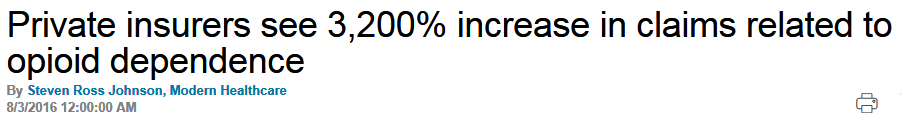 Private insurers see 3,200% increase in claims related to
opioid dependence
By Steven Ross Johnson, Modern Healthcare
8/3/2016 12:00:00 AM